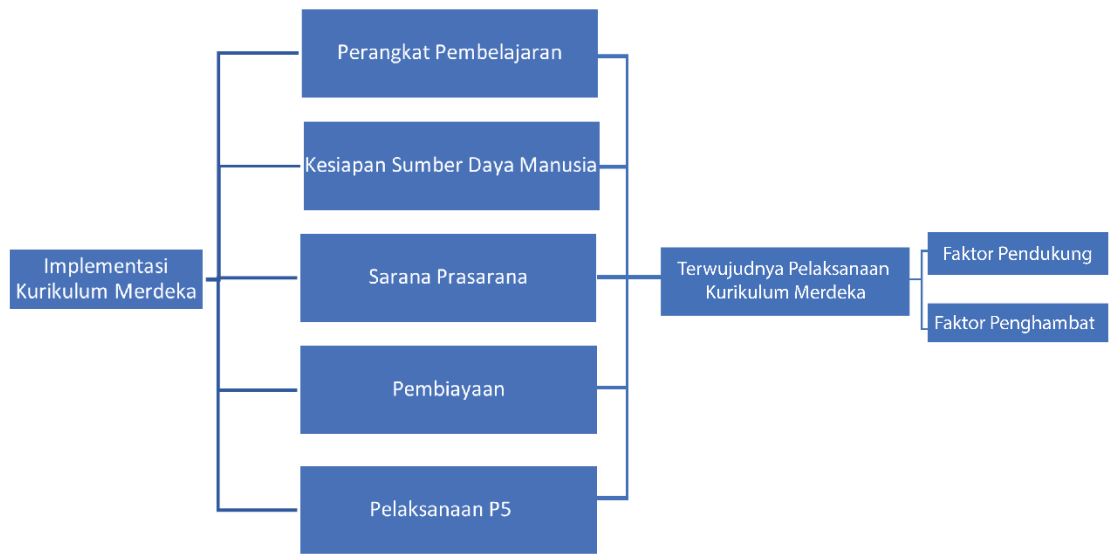 Implementasi
Kurikulum Merdeka
Perangkat Pembelajaran
Kesiapan Sumber Daya Manusia
Sarana Prasarana
Pembiayaan
Pelaksanaan P5
Terwujudnya Pelaksanaan
Kurikulum Merdeka
Faktor Pendukung
Faktor Penghambat